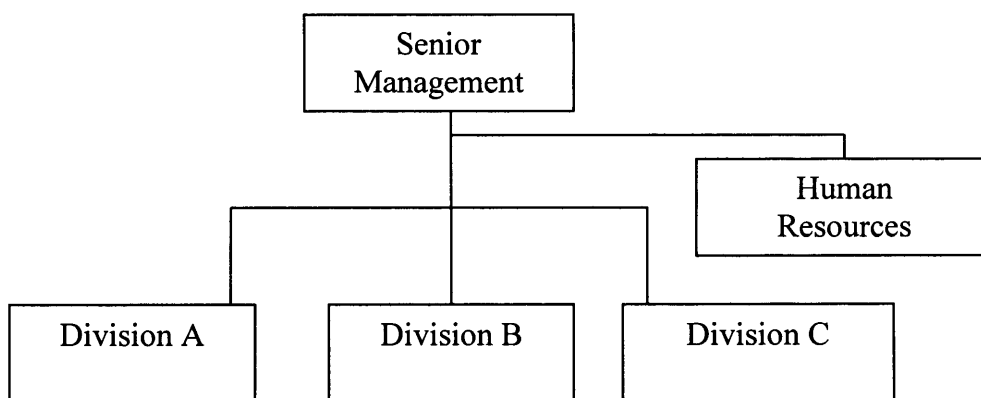 Senior
Management
Human
Resources
Division A
Division B
Division C